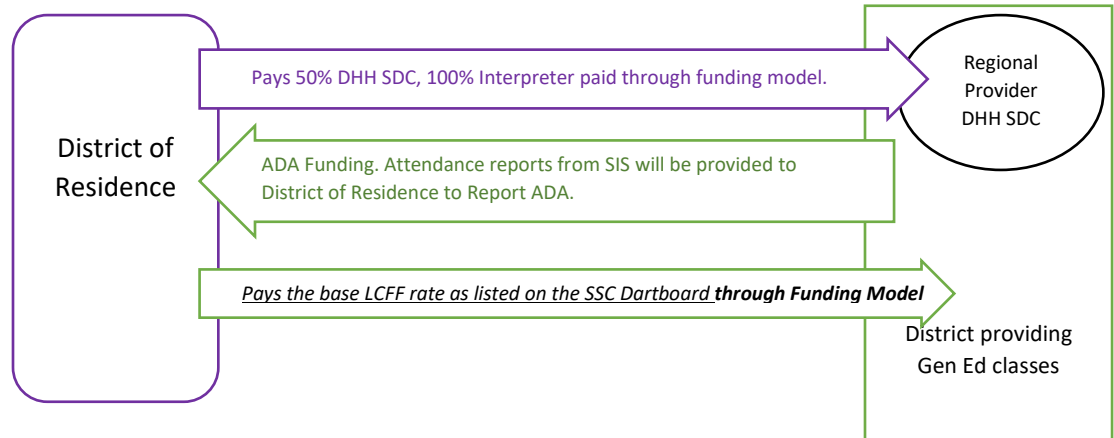 Pays 50% DHH SDC, 100% Interpreter paid through funding model.
Regional
Provider
DHH SDC
District of
Residence
ADA Funding. Attendance reports from SIS will be provided to
District of Residence to Report ADA.
Pays the base LCFF rate as listed on the SSC Dartboard through Funding Model
District providing
Gen Ed classes